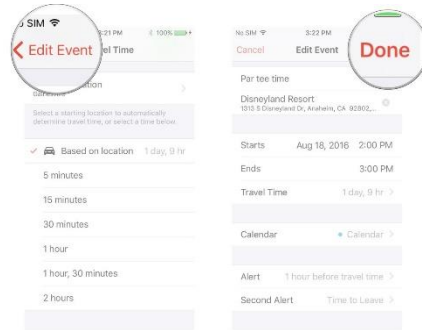 No SIM
3:21 PM
100%
Edit Event
Travel Time
Select a starting location to automatically
determine travel time, or select a time below.
Based on location 1 day, 9 hr
5 minutes
15 minutes
30 minutes
1 hour
1 hour, 30 minutes
2 hours
No SIM 3:22 PM
Cancel Edit Event Done
Par tee time
Disneyland Resort
1313 S Disneyland Dr, Anaheim, CA 92802,...
Starts Aug 18, 2016 2:00 PM
Ends 3:00 PM
Travel Time 1 day, 9 hr
Calendar Calendar
Alert 1 hour before travel time
Second Alert Time to Leave